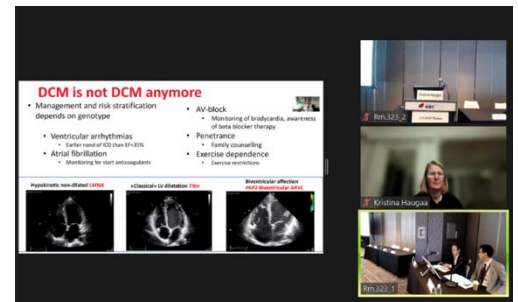 DCM is not DCM anymore
• Management and risk stratification
depends on genotype
• Ventricular arrhythmias
• Earlier need of ICD than EF<35%
• Atrial fibrillation
• Monitoring for start anticoagulants
• AV-block
• Monitoring of bradycardia, awareness
of beta blocker therapy
• Penetrance
• Family counselling
• Exercise dependence
• Exercise restrictions
Hypokinetic non-dilated LMNA
«Classical» LV dilatation Titin
Biventricular affection
PKP2 Biventricular ARVC
Rm.323_2
Kristina Haugaa
Rm.323_1